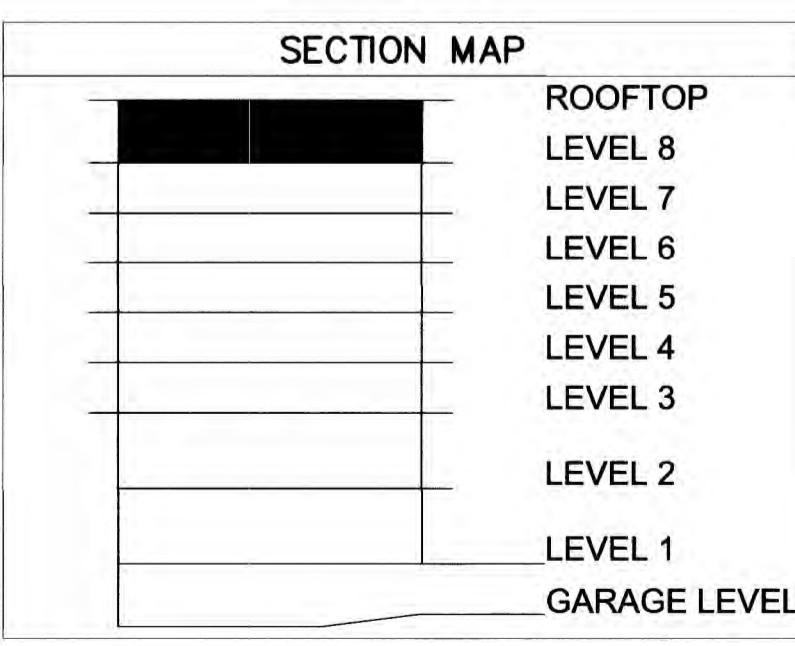 SECTION MAP
ROOFTOP
LEVEL 8
LEVEL 7
LEVEL 6
LEVEL 5
LEVEL 4
LEVEL 3
LEVEL 2
LEVEL 1
GARAGE LEVEL